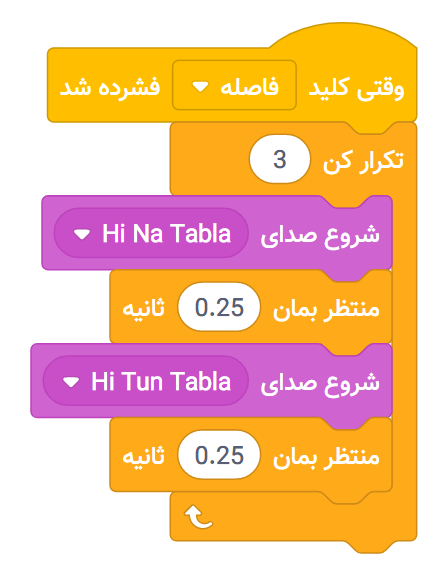 وقتی کلید فاصله فشرده شد
تکرار کن 3
شروع صدای Hi Na Tabla
منتظر بمان 0.25 ثانیه
شروع صدای Hi Tun Tabla
منتظر بمان 0.25 ثانیه